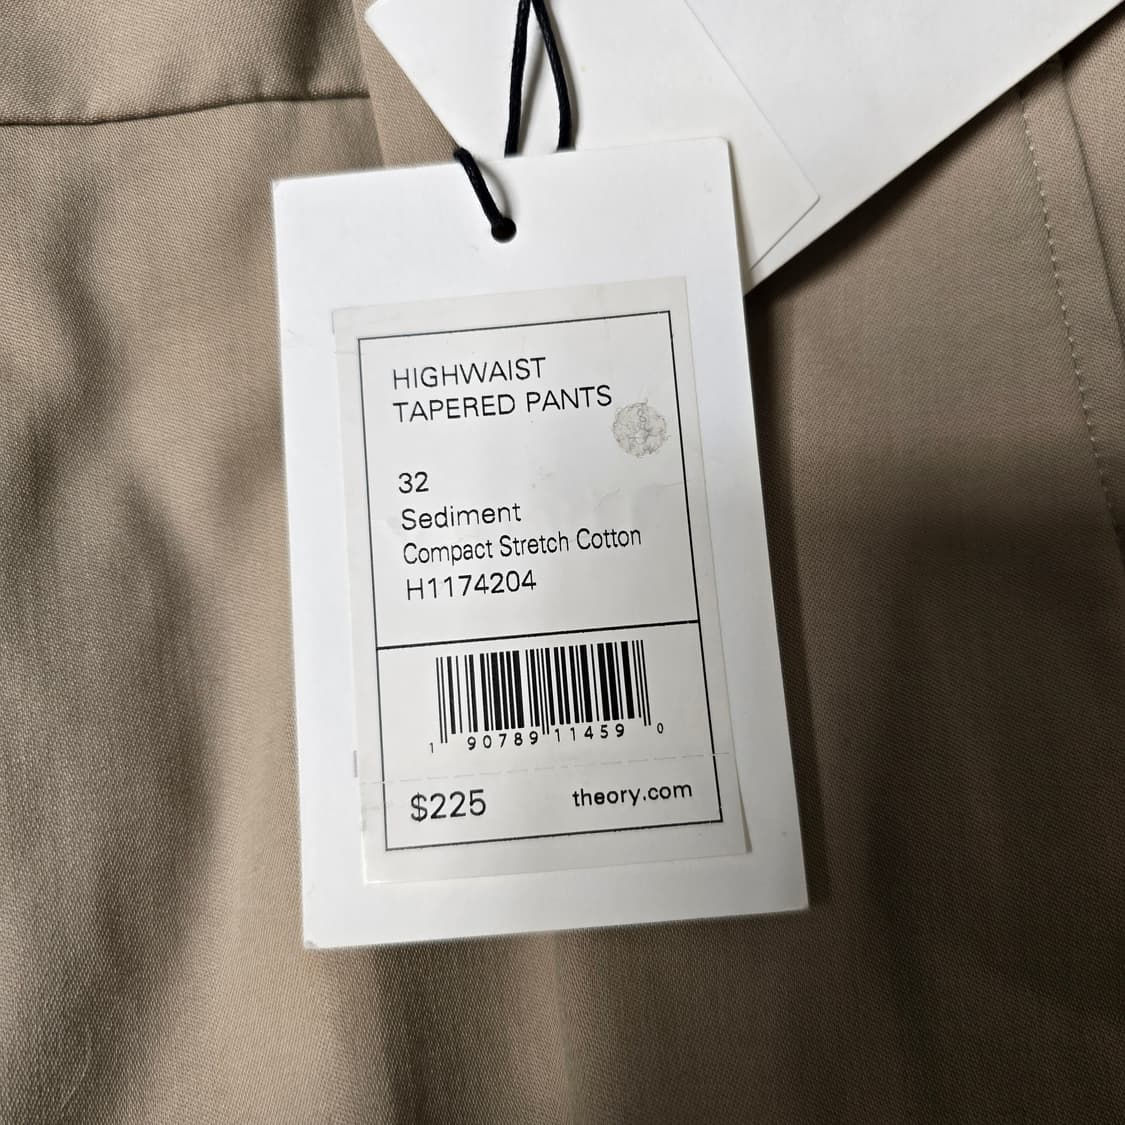 HIGHWAIST
TAPERED PANTS
32
Sediment
Compact Stretch Cotton
H1174204
1 90789 11459 0
$225 theory.com